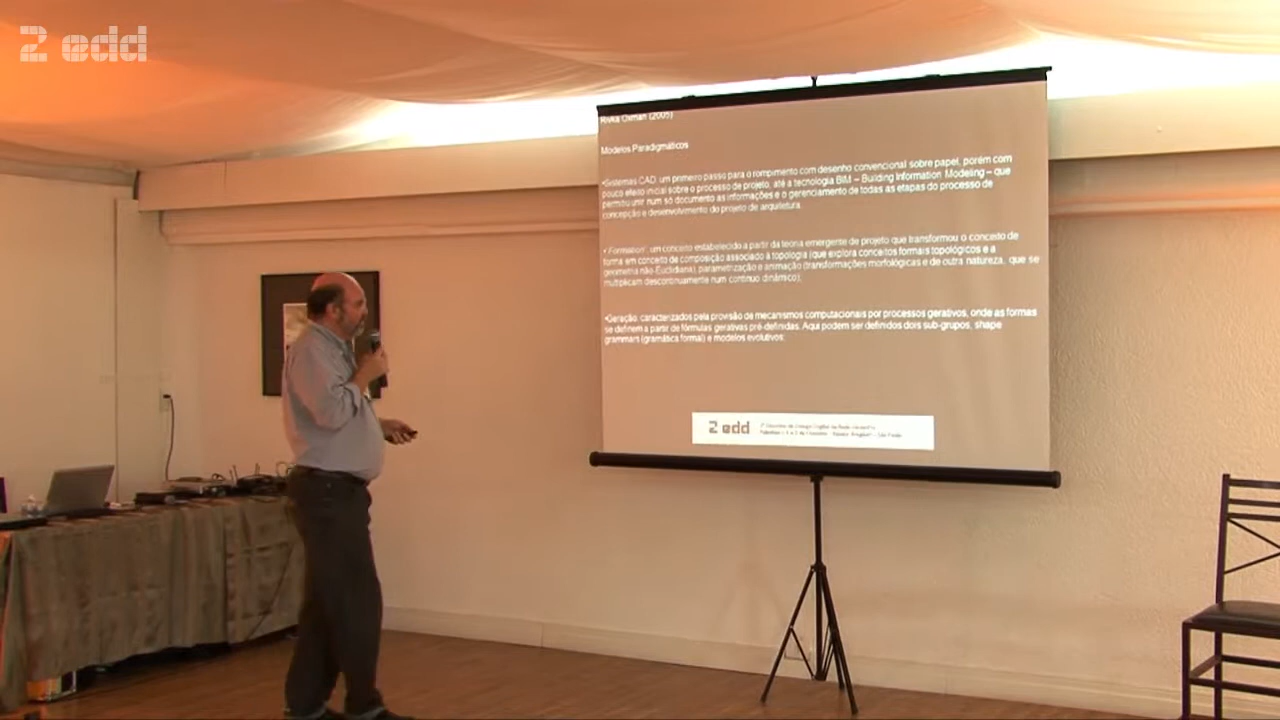 2 edd
Rivka Oxman (2005)
Modelos Paradigmáticos
•Sistemas CAD, um primeiro passo para o rompimento com desenho convencional sobre papel, porém com
pouco efeito inicial sobre o processo de projeto, até a tecnologia BIM – Building Information Modeling – que
permitiu unir num só documento as informações e o gerenciamento de todas as etapas do processo de
concepção e desenvolvimento do projeto de arquitetura.
• Formation”, um conceito estabelecido a partir da teoria emergente de projeto que transformou o conceito de
forma em conceito de composição associado à topologia (que explora conceitos formais topológicos e a
geometria não-Euclidiana), parametrização e animação (transformações morfológicas e de outra natureza, que se
multiplicam descontinuamente num contínuo dinâmico);
•Geração, caracterizados pela provisão de mecanismos computacionais por processos gerativos, onde as formas
se definem a partir de fórmulas gerativas pré-definidas. Aqui podem ser definidos dois sub-grupos, shape
grammars (gramática formal) e modelos evolutivos;
2 edd